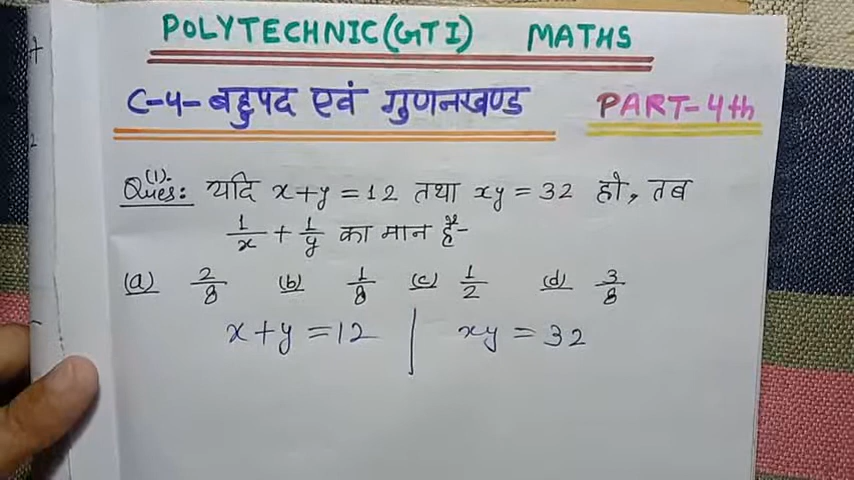 POLYTECHNIC(GTI) MATHS
C-4- बहुपद एवं गुणनखण्ड PART-4th
Ques:(1). यदि x+y=12 तथा xy=32 हो, तब
1/x + 1/y का मान है-
(a) 2/8 (b) 1/8 (c) 1/2 (d) 3/8
x+y=12 | xy=32